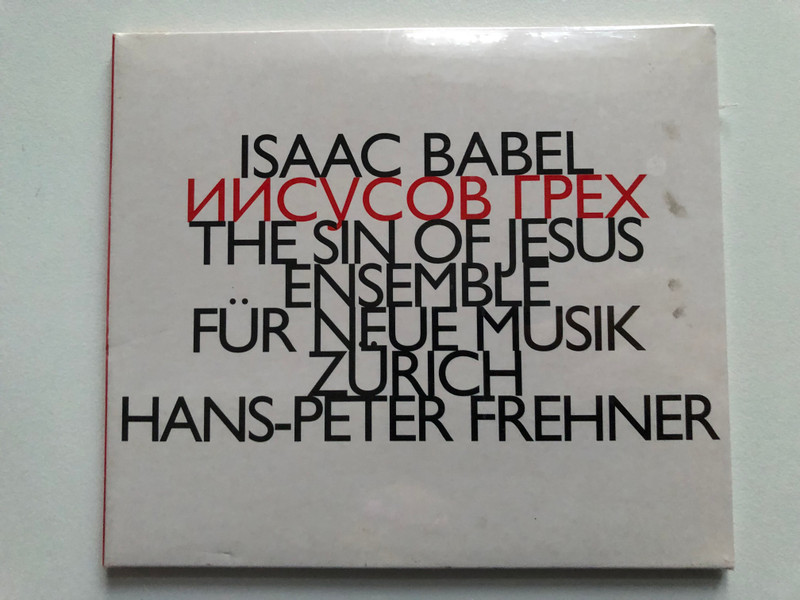 ISAAC BABEL
ИИСУСОВ ГРЕХ
THE SIN OF JESUS
ENSEMBLE
FÜR NEUE MUSIK
ZÜRICH
HANS-PETER FREHNER